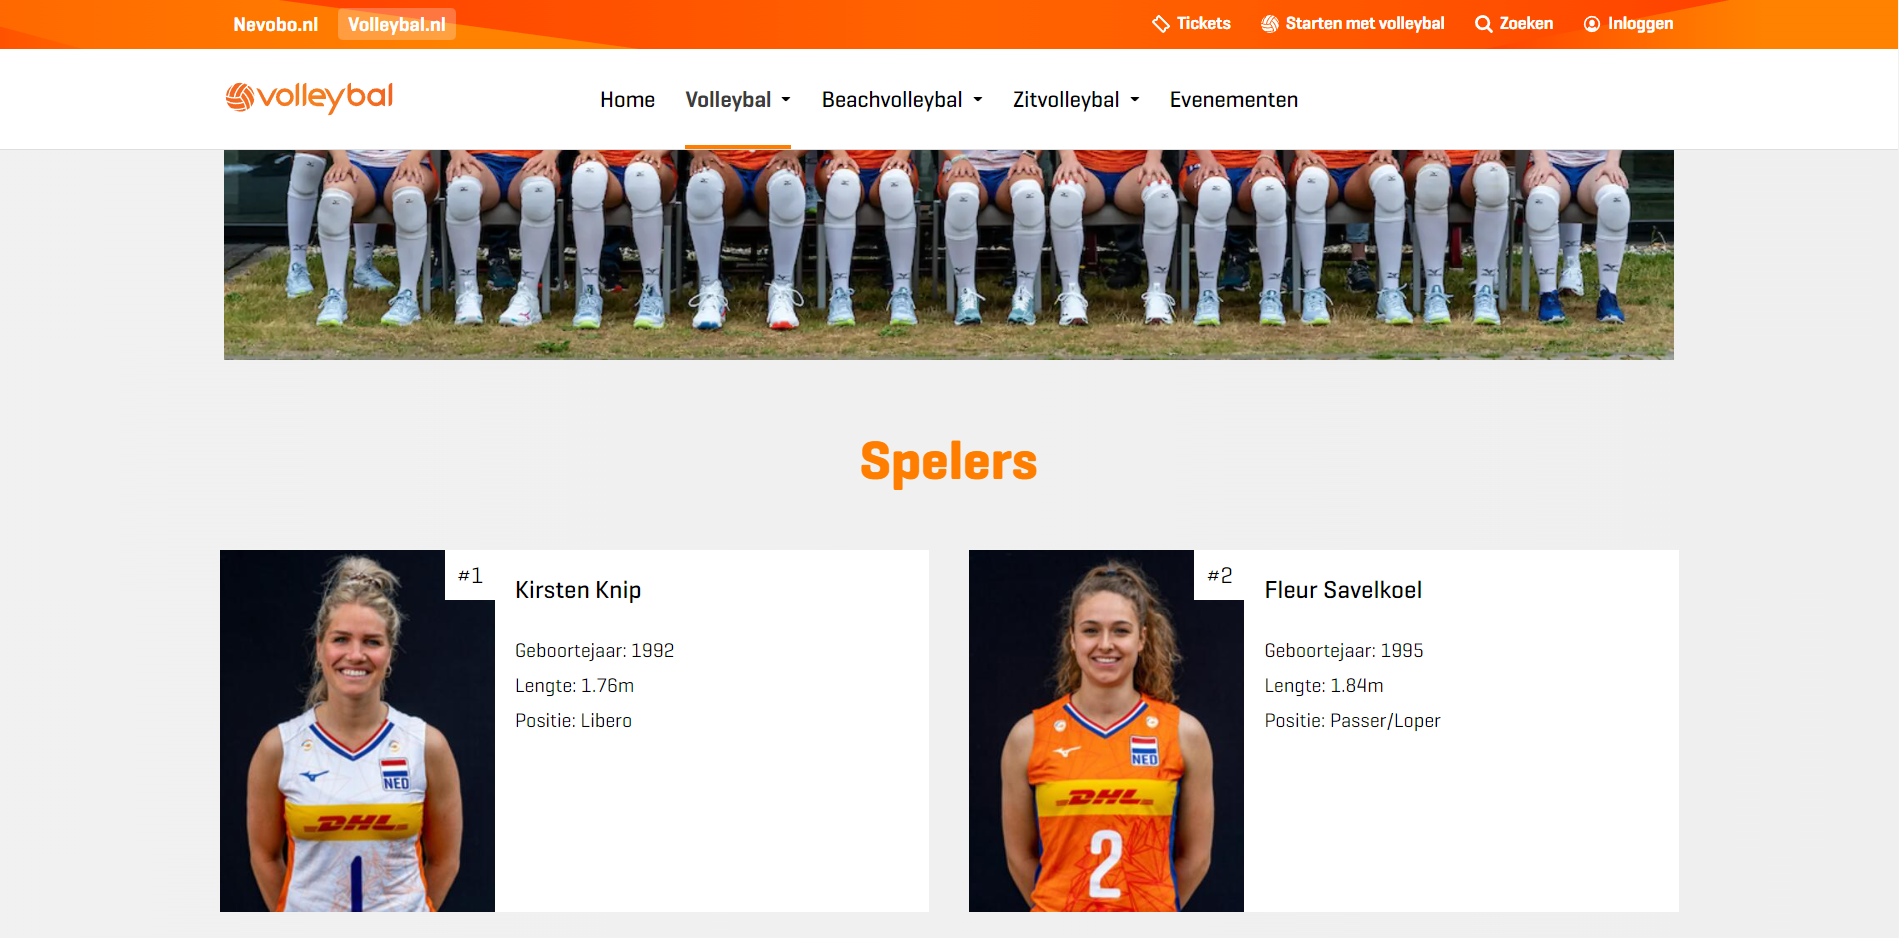 Nevobo.nl Volleybal.nl Tickets Starten met volleybal Zoeken Inloggen
volleybal Home Volleybal Beachvolleybal Zitvolleybal Evenementen
Spelers
#1
Kirsten Knip
Geboortejaar: 1992
Lengte: 1.76m
Positie: Libero
NED
DHL
1
#2
Fleur Savelkoel
Geboortejaar: 1995
Lengte: 1.84m
Positie: Passer/Loper
NED
DHL
2